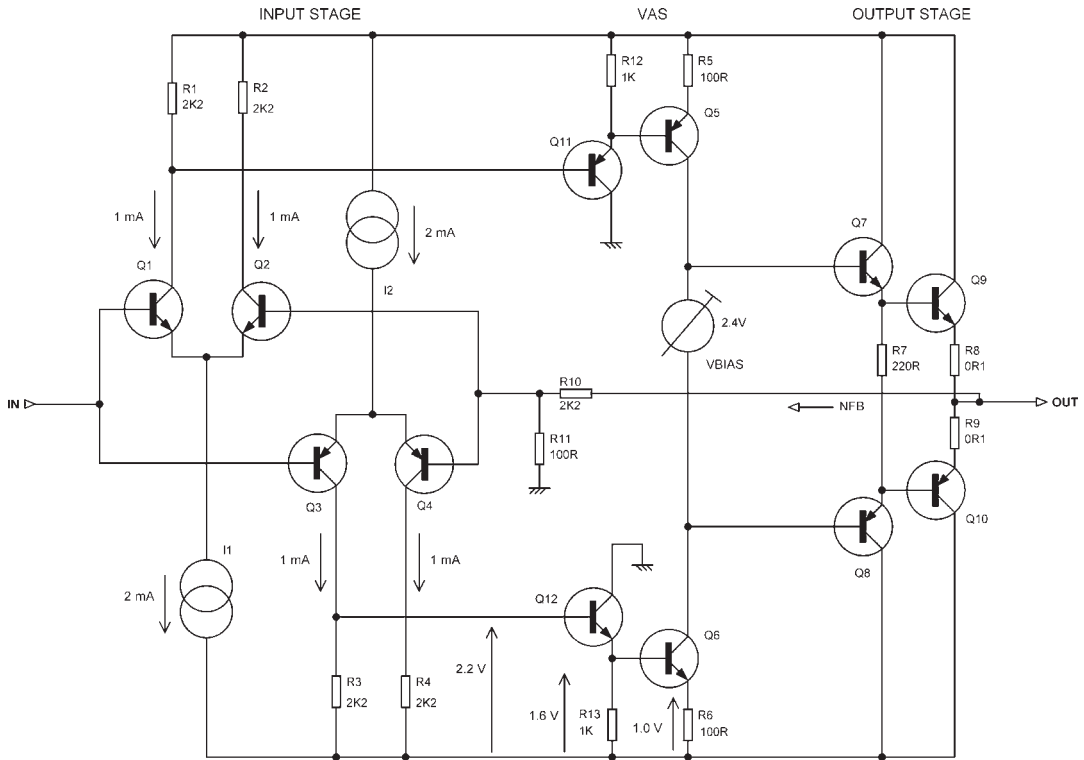 INPUT STAGE
VAS
OUTPUT STAGE
R1
2K2
R2
2K2
R12
1K
R5
100R
Q5
Q11
1 mA
1 mA
2 mA
Q1
Q2
I2
Q7
Q9
2.4V
VBIAS
R7
220R
R8
0R1
R10
2K2
IN
NFB
OUT
R11
100R
R9
0R1
Q3
Q4
Q10
Q8
I1
1 mA
1 mA
2 mA
Q12
Q6
2.2 V
R3
2K2
R4
2K2
1.6 V
R13
1K
1.0 V
R6
100R